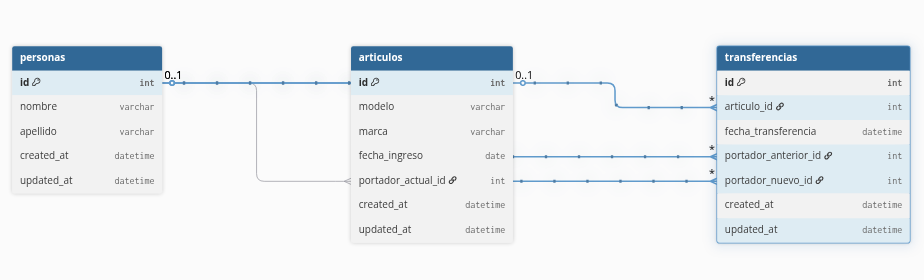 personas
id int
nombre varchar
apellido varchar
created_at datetime
updated_at datetime
0..1
articulos
id int
modelo varchar
marca varchar
fecha_ingreso date
portador_actual_id int
created_at datetime
updated_at datetime
0..1
*
*
*
transferencias
id int
articulo_id int
fecha_transferencia datetime
portador_anterior_id int
portador_nuevo_id int
created_at datetime
updated_at datetime